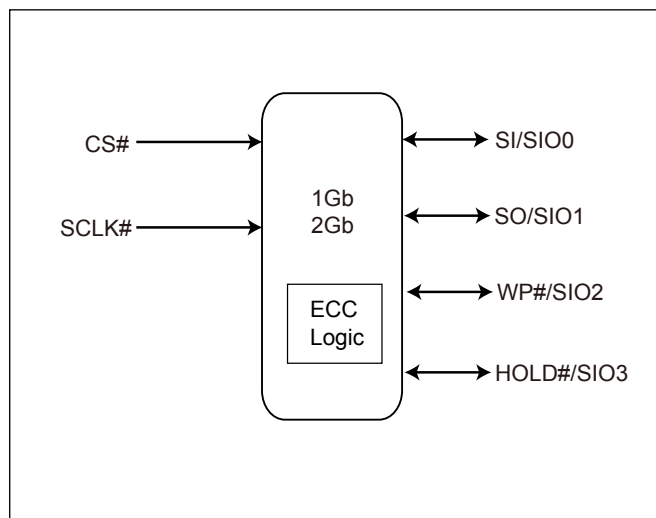 CS#
SCLK#
1Gb
2Gb
ECC
Logic
SI/SIO0
SO/SIO1
WP#/SIO2
HOLD#/SIO3